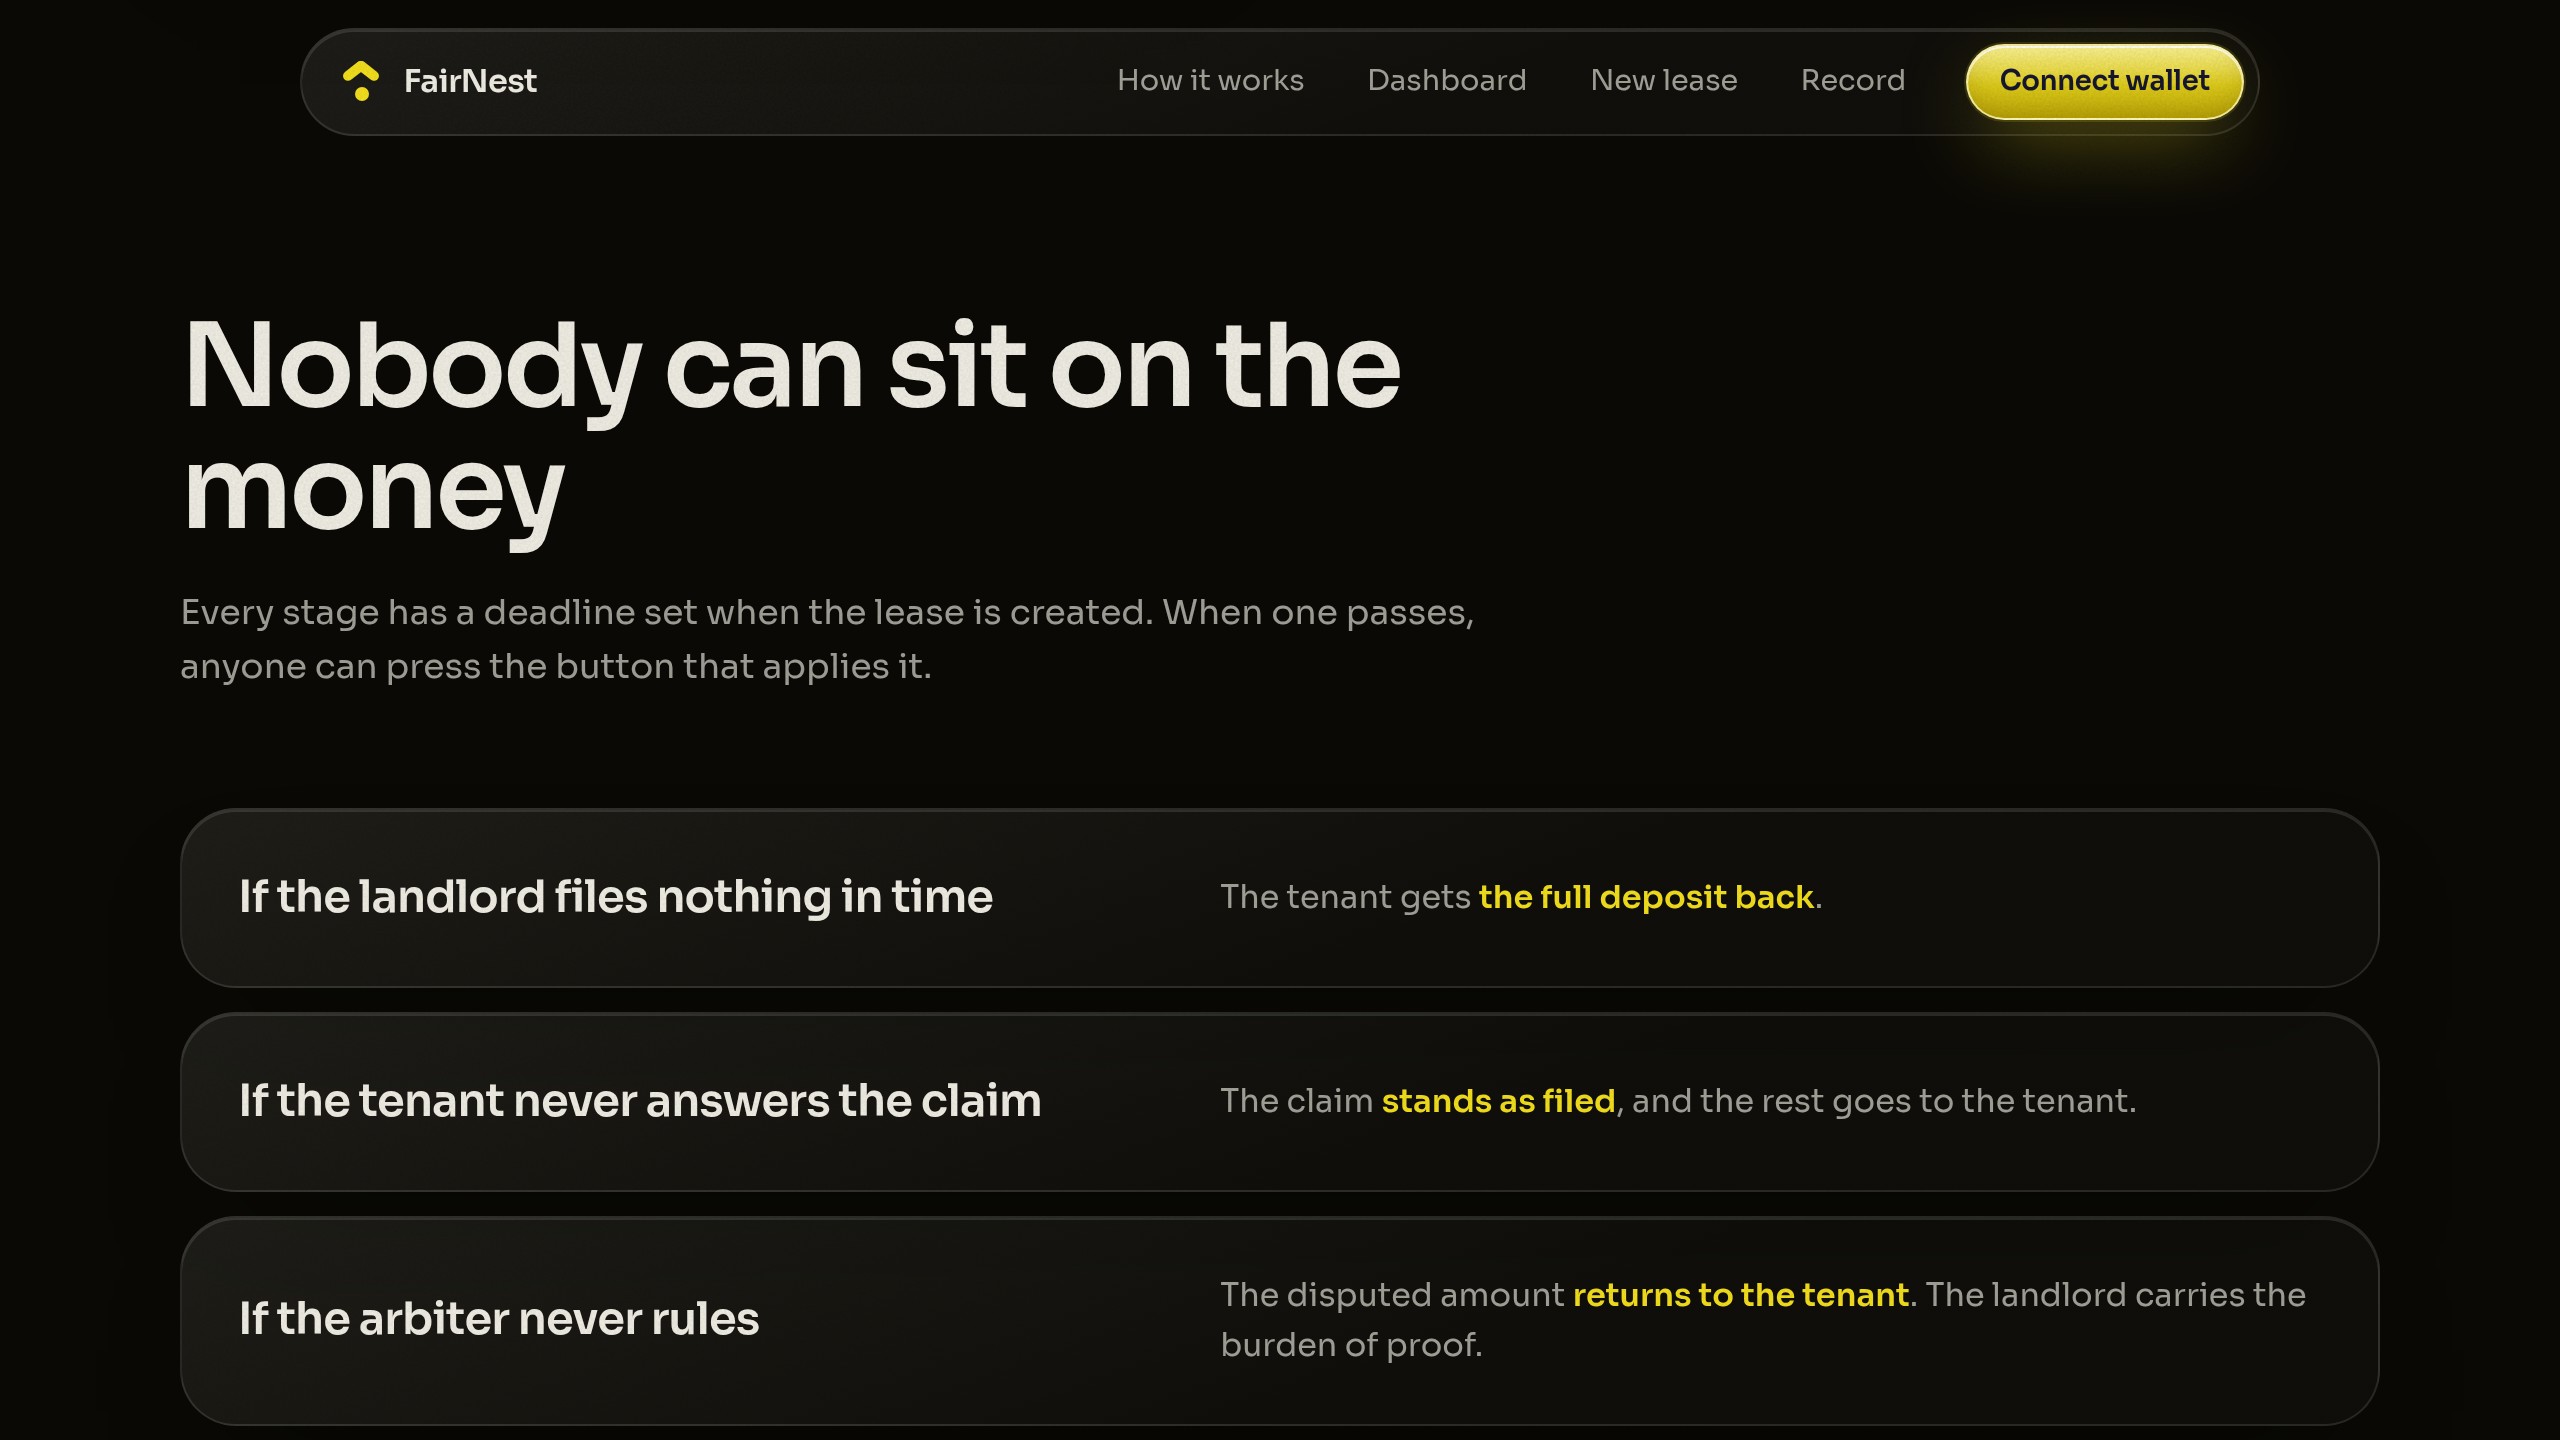 FairNest
How it works
Dashboard
New lease
Record
Connect wallet
Nobody can sit on the
money
Every stage has a deadline set when the lease is created. When one passes,
anyone can press the button that applies it.
If the landlord files nothing in time
The tenant gets the full deposit back.
If the tenant never answers the claim
The claim stands as filed, and the rest goes to the tenant.
If the arbiter never rules
The disputed amount returns to the tenant. The landlord carries the
burden of proof.